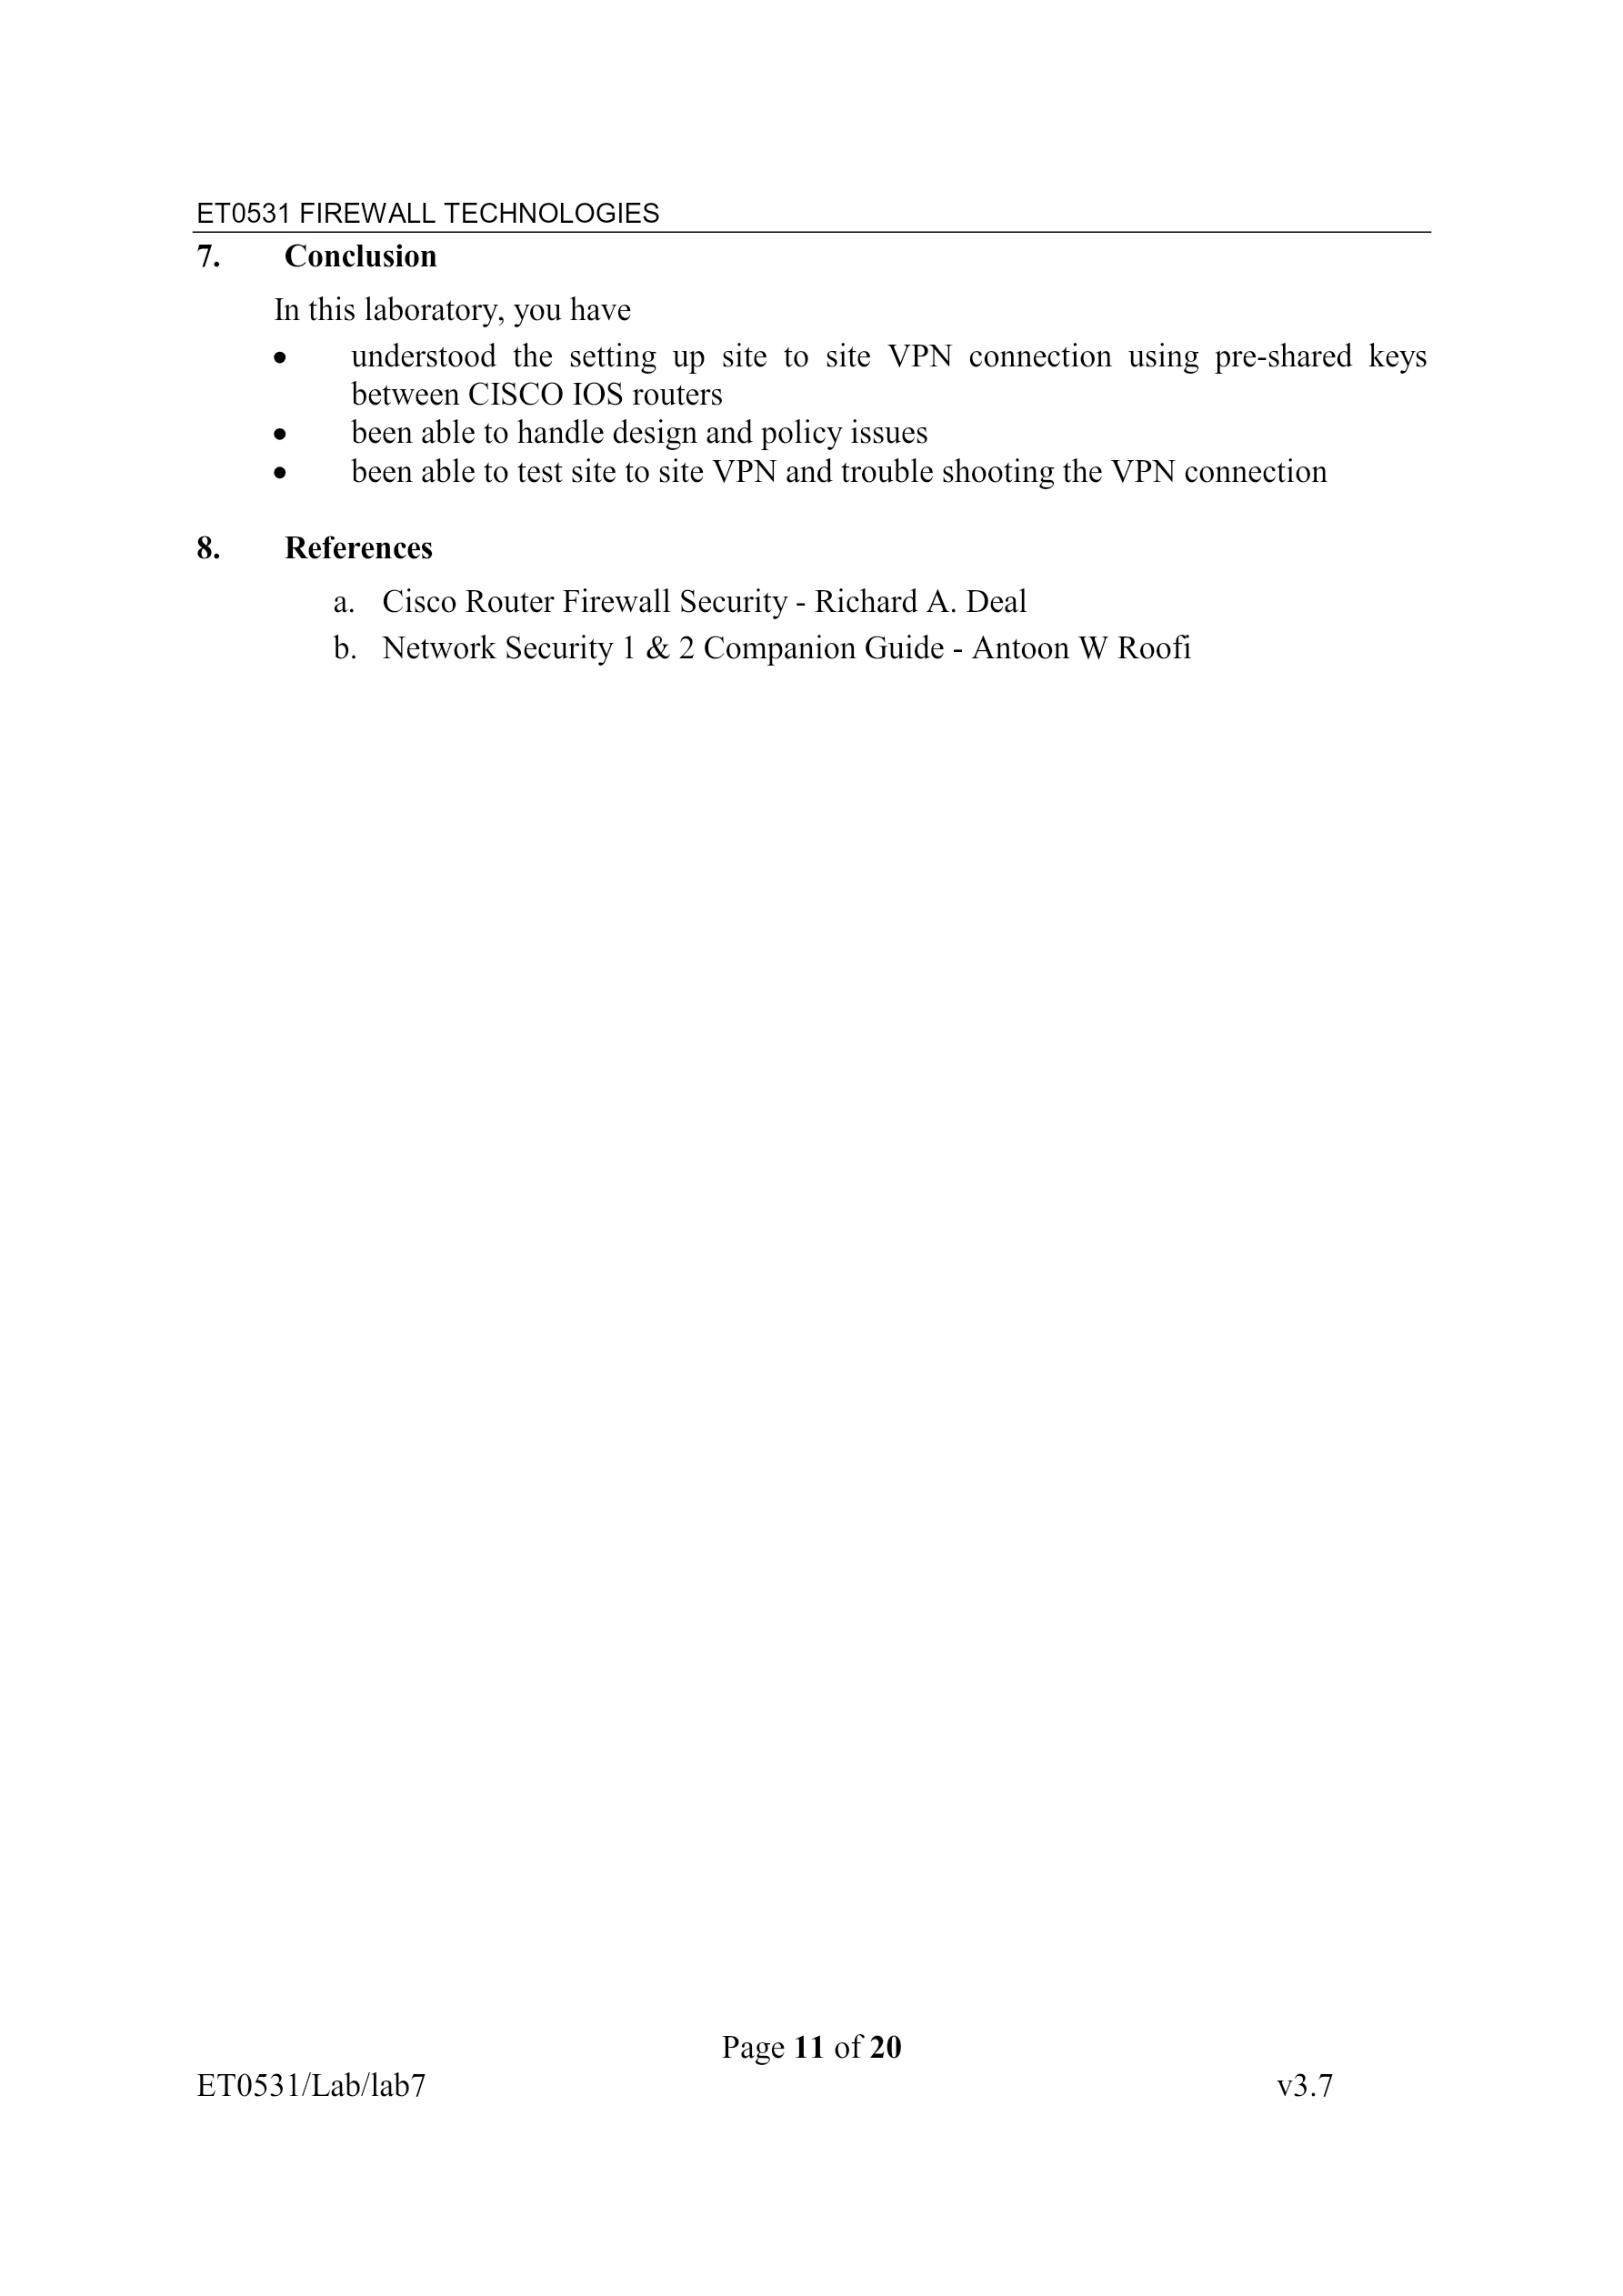 ET0531 FIREWALL TECHNOLOGIES
7. Conclusion
In this laboratory, you have
• understood the setting up site to site VPN connection using pre-shared keys
between CISCO IOS routers
• been able to handle design and policy issues
• been able to test site to site VPN and trouble shooting the VPN connection
8. References
a. Cisco Router Firewall Security - Richard A. Deal
b. Network Security 1 & 2 Companion Guide - Antoon W Roofi
Page 11 of 20
ET0531/Lab/lab7 v3.7